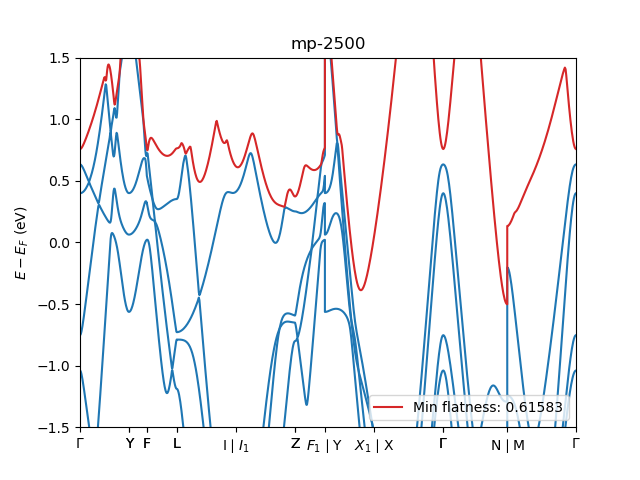 mp-2500
E − E_F (eV)
1.5
1.0
0.5
0.0
−0.5
−1.0
−1.5
Min flatness: 0.61583
Γ Y F L I | I₁ Z F₁ | Y X₁ | X Γ N | M Γ